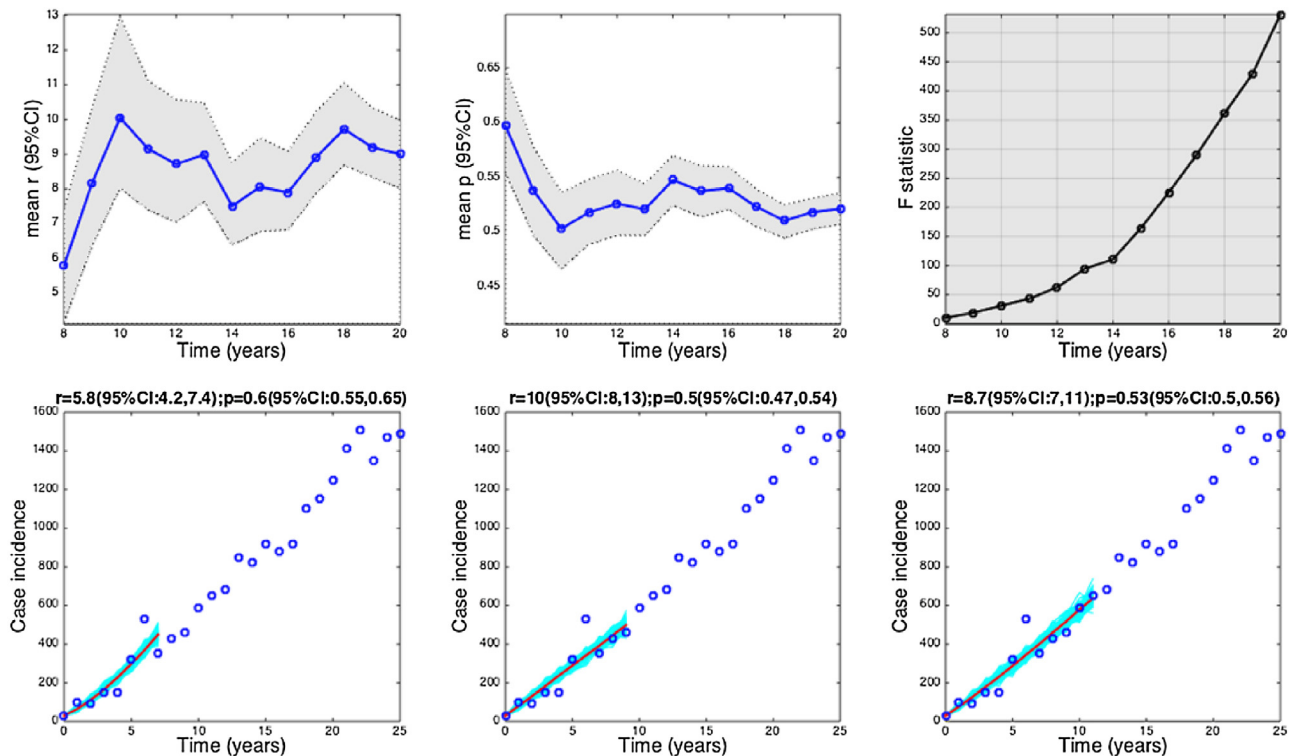 13
12
11
10
9
8
7
6
5
mean r (95%CI)
8 10 12 14 16 18 20
Time (years)
0.65
0.6
0.55
0.5
0.45
mean p (95%CI)
8 10 12 14 16 18 20
Time (years)
500
450
400
350
300
250
200
150
100
50
0
F statistic
8 10 12 14 16 18 20
Time (years)
r=5.8(95%CI:4.2,7.4);p=0.6(95%CI:0.55,0.65)
1600
1400
1200
1000
800
600
400
200
0
Case incidence
0 5 10 15 20 25
Time (years)
r=10(95%CI:8,13);p=0.5(95%CI:0.47,0.54)
1600
1400
1200
1000
800
600
400
200
0
Case incidence
0 5 10 15 20 25
Time (years)
r=8.7(95%CI:7,11);p=0.53(95%CI:0.5,0.56)
1600
1400
1200
1000
800
600
400
200
0
Case incidence
0 5 10 15 20 25
Time (years)